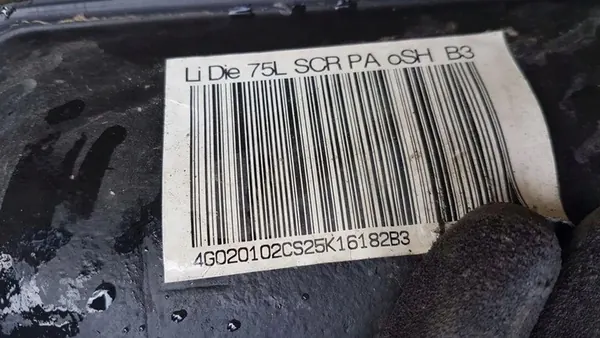 Li Die 75L SCR PA oSH B3
4G020102CS25K16182B3